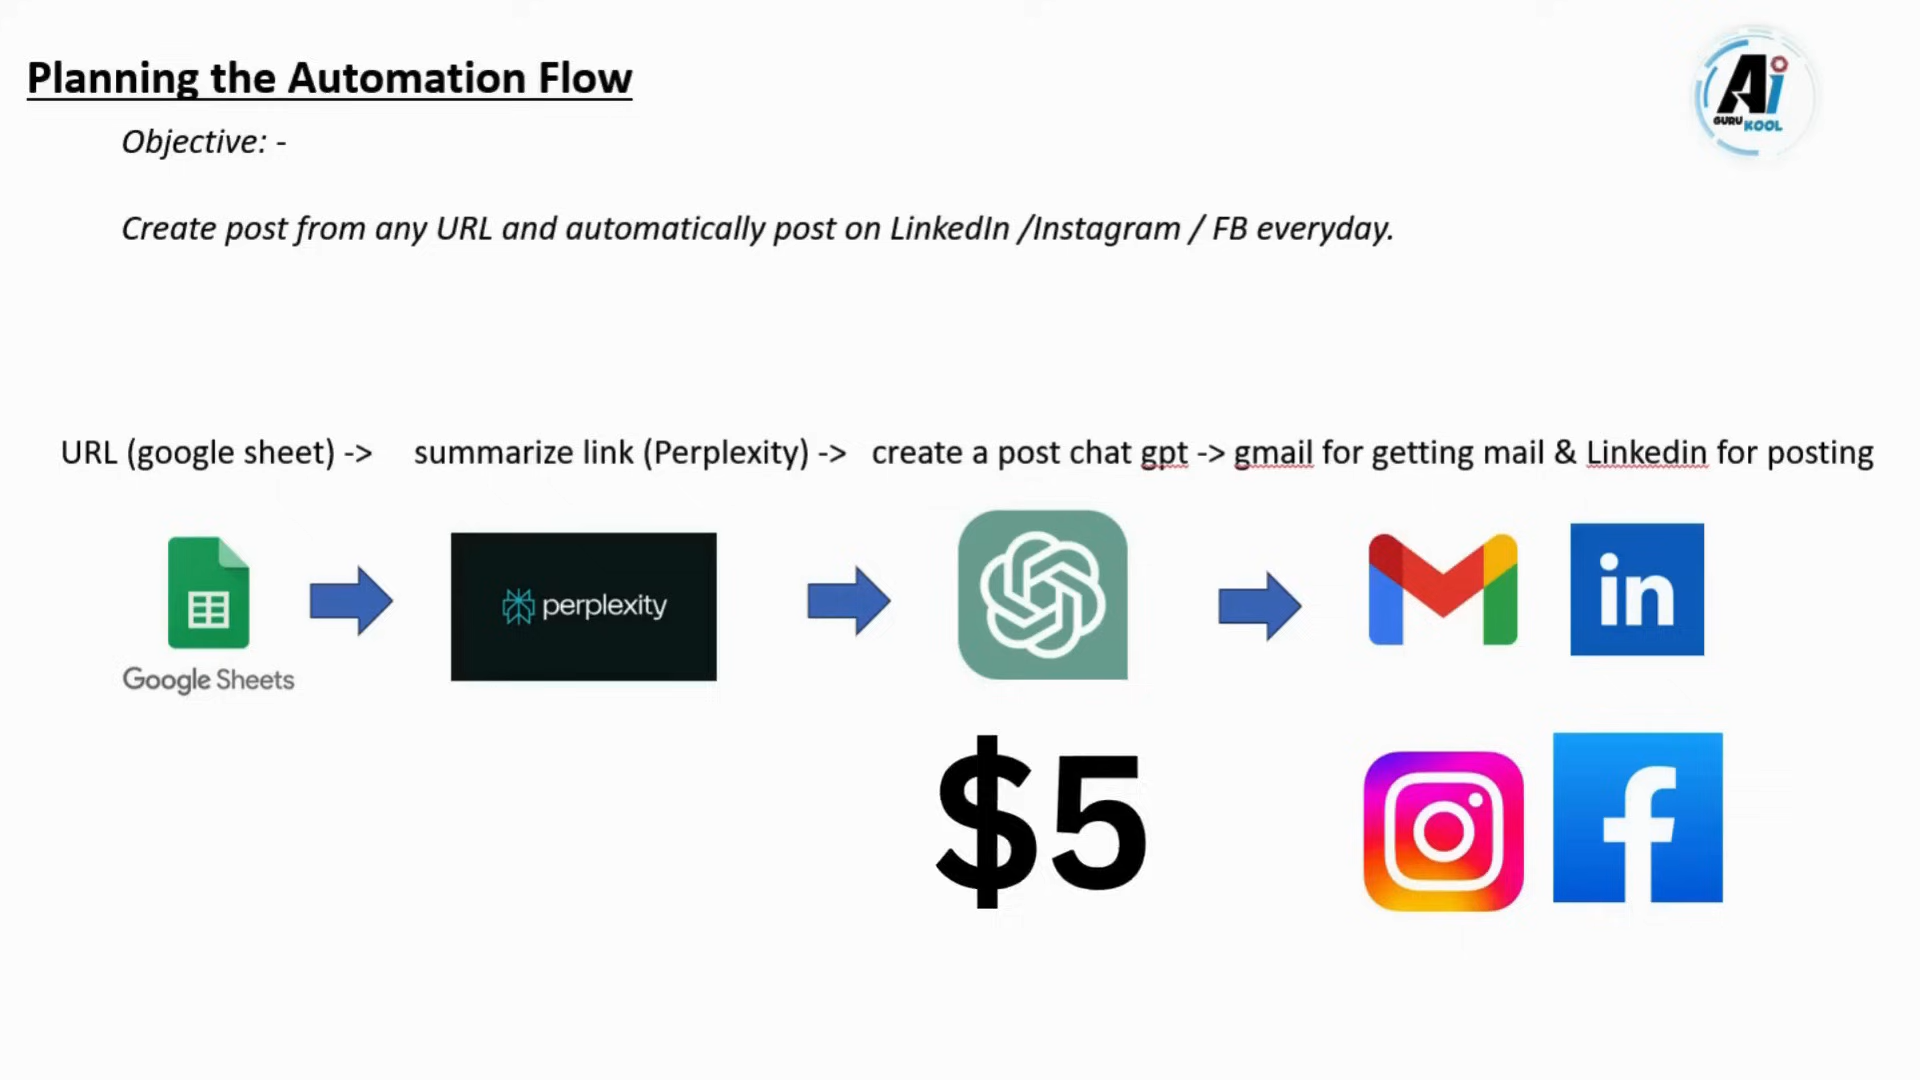 Planning the Automation Flow
Ai
GURU KOOL
Objective: -
Create post from any URL and automatically post on LinkedIn /Instagram / FB everyday.
URL (google sheet) -> summarize link (Perplexity) -> create a post chat gpt -> gmail for getting mail & Linkedin for posting
perplexity
in
Google Sheets
$5
f